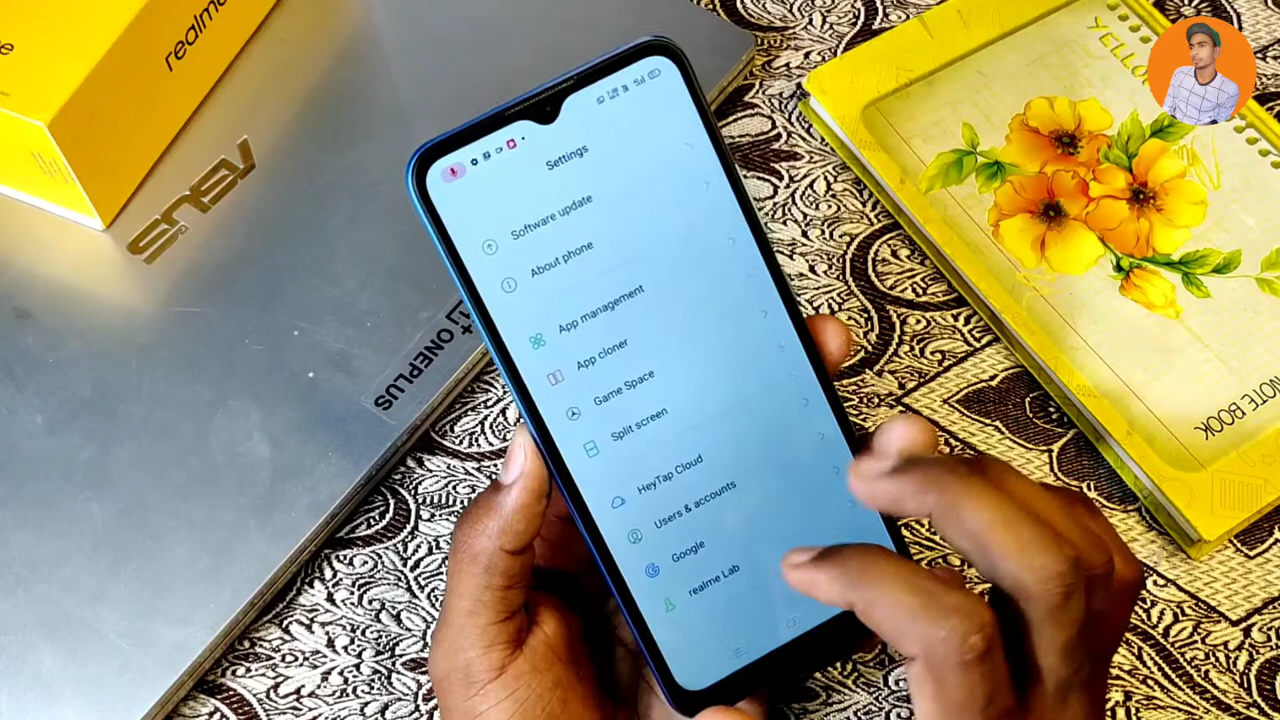 realme
ASUS
ONEPLUS
Settings
Software update
About phone
App management
App cloner
Game Space
Split screen
HeyTap Cloud
Users & accounts
Google
realme Lab
NOTE BOOK